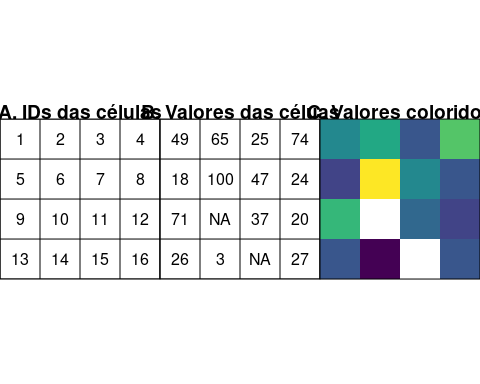 A. IDs das células B. Valores das células C. Valores colorido
1 2 3 4 49 65 25 74
5 6 7 8 18 100 47 24
9 10 11 12 71 NA 37 20
13 14 15 16 26 3 NA 27